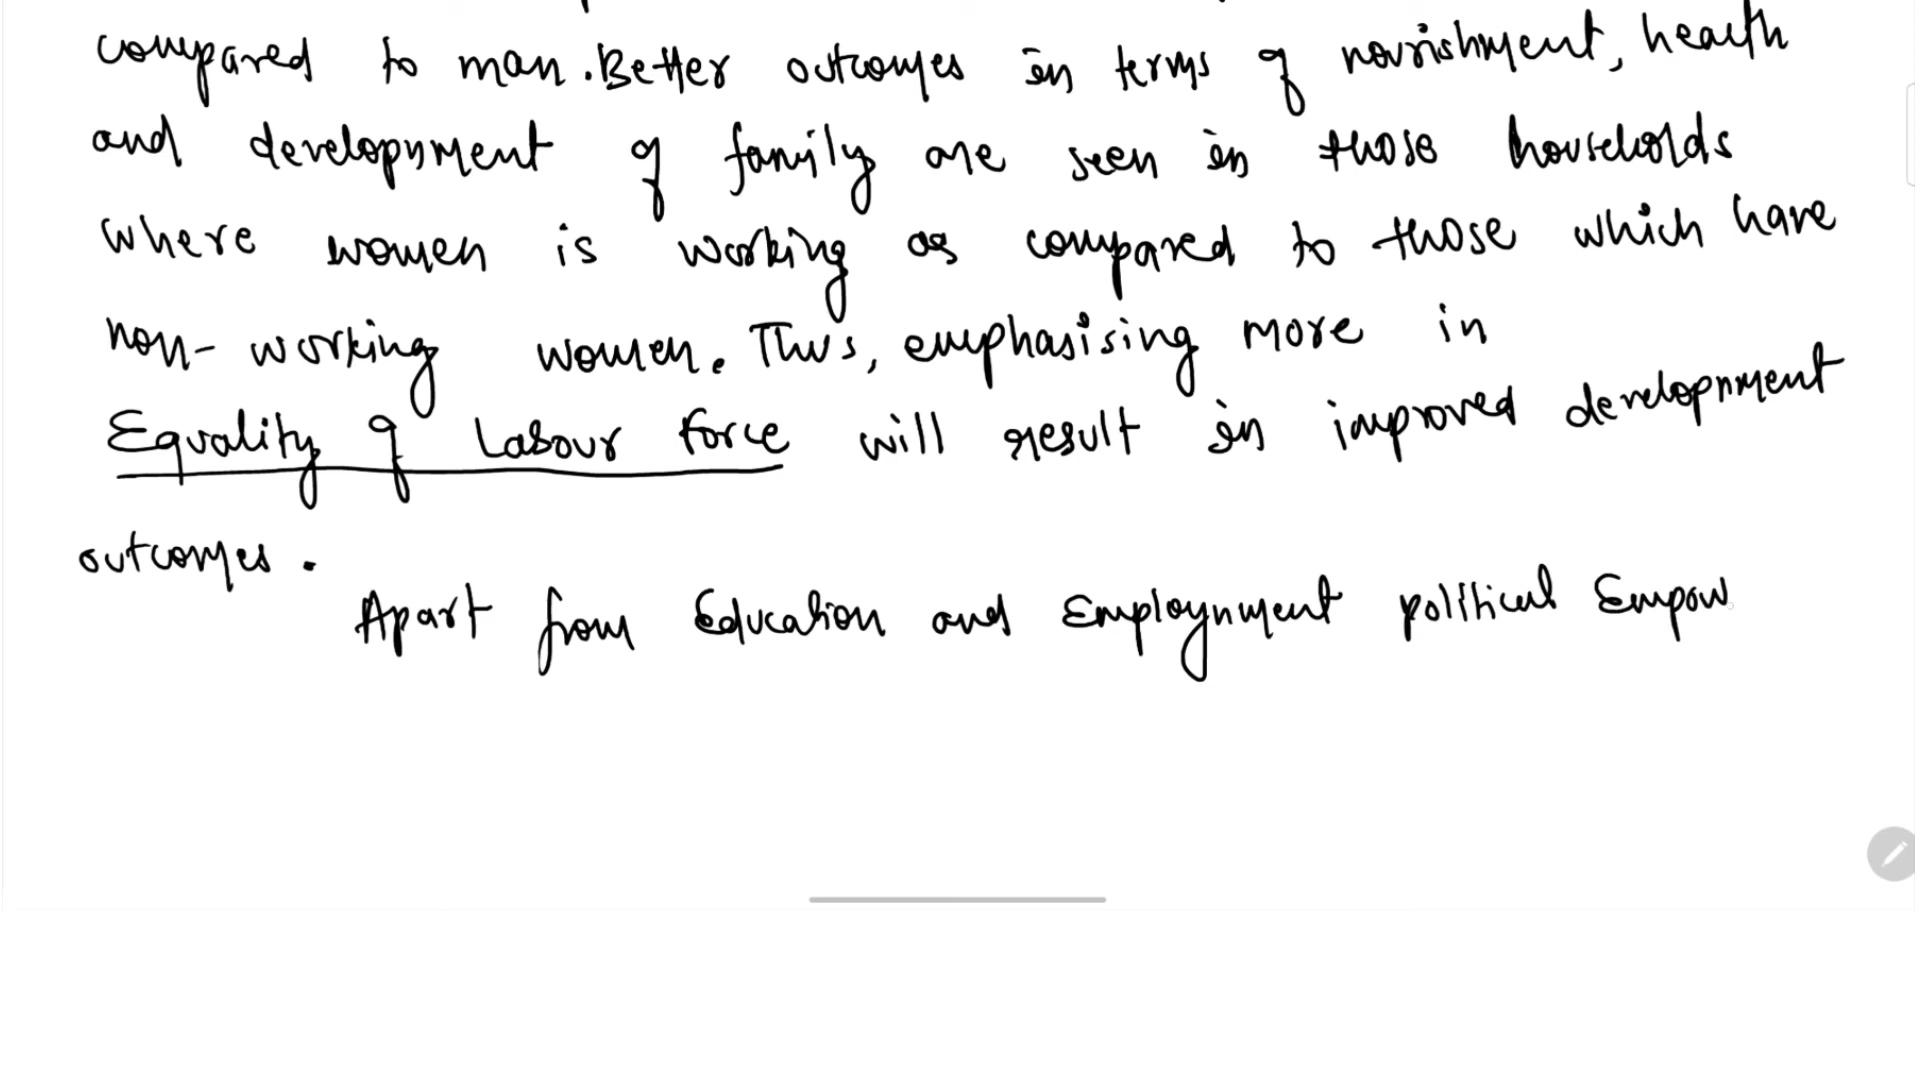 compared to man. Better outcomes in terms of nourishment, health
and development of family are seen in those households
where women is working as compared to those which have
non-working women. Thus, emphasising more in
Equality of Labour force will result in improved development
outcomes.
Apart from Education and Employment political Empow